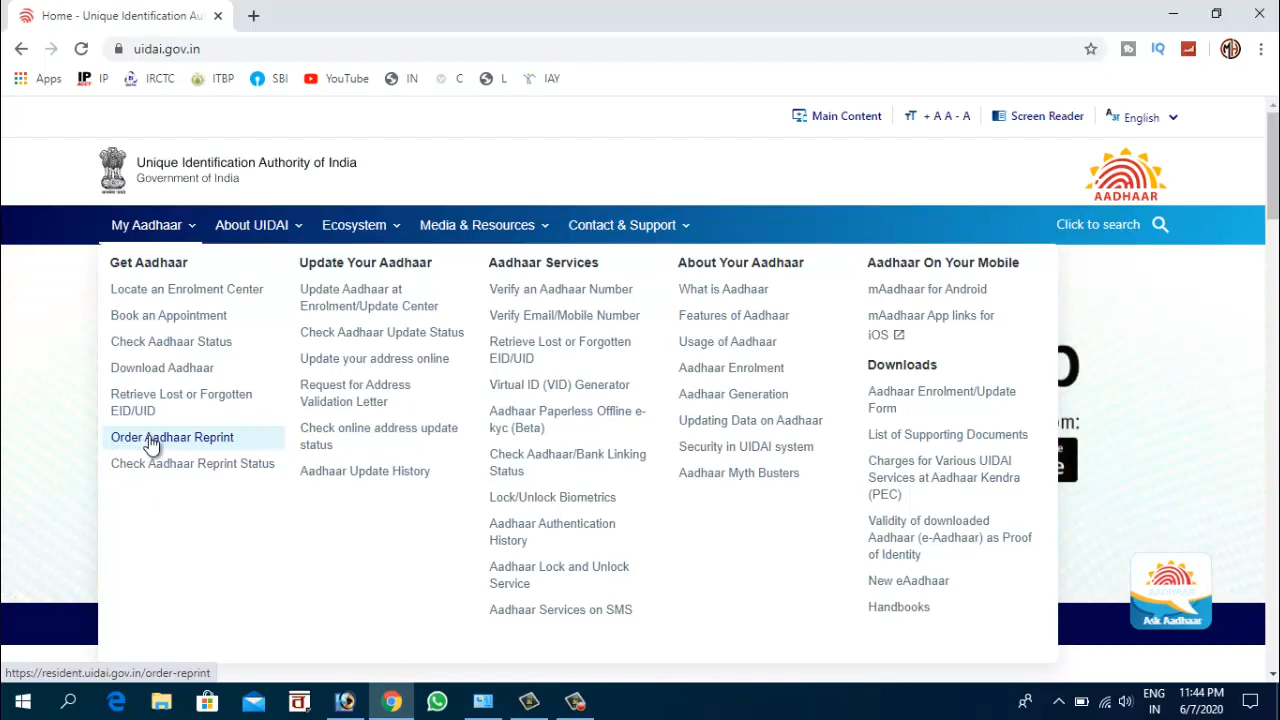 Home - Unique Identification Au
uidai.gov.in
Apps IP IRCTC ITBP SBI YouTube IN C L IAY
Main Content + A A - A Screen Reader English
Unique Identification Authority of India
Government of India
AADHAAR
My Aadhaar About UIDAI Ecosystem Media & Resources Contact & Support Click to search
Get Aadhaar
Locate an Enrolment Center
Book an Appointment
Check Aadhaar Status
Download Aadhaar
Retrieve Lost or Forgotten
EID/UID
Order Aadhaar Reprint
Check Aadhaar Reprint Status
Update Your Aadhaar
Update Aadhaar at
Enrolment/Update Center
Check Aadhaar Update Status
Update your address online
Request for Address
Validation Letter
Check online address update
status
Aadhaar Update History
Aadhaar Services
Verify an Aadhaar Number
Verify Email/Mobile Number
Retrieve Lost or Forgotten
EID/UID
Virtual ID (VID) Generator
Aadhaar Paperless Offline e-
kyc (Beta)
Check Aadhaar/Bank Linking
Status
Lock/Unlock Biometrics
Aadhaar Authentication
History
Aadhaar Lock and Unlock
Service
Aadhaar Services on SMS
About Your Aadhaar
What is Aadhaar
Features of Aadhaar
Usage of Aadhaar
Aadhaar Enrolment
Aadhaar Generation
Updating Data on Aadhaar
Security in UIDAI system
Aadhaar Myth Busters
Aadhaar On Your Mobile
mAadhaar for Android
mAadhaar App links for
iOS
Downloads
Aadhaar Enrolment/Update
Form
List of Supporting Documents
Charges for Various UIDAI
Services at Aadhaar Kendra
(PEC)
Validity of downloaded
Aadhaar (e-Aadhaar) as Proof
of Identity
New eAadhaar
Handbooks
om:
Ask Aadhaar
https://resident.uidai.gov.in/order-reprint
ENG
IN
11:44 PM
6/7/2020